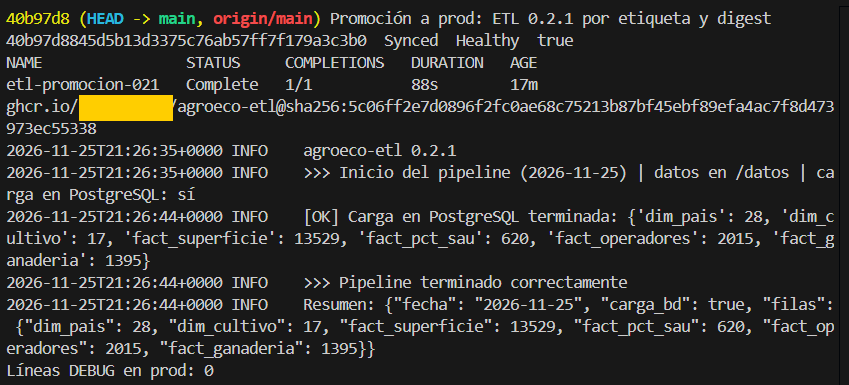 40b97d8 (HEAD -> main, origin/main) Promoción a prod: ETL 0.2.1 por etiqueta y digest
40b97d8845d5b13d3375c76ab57ff7f179a3c3b0  Synced  Healthy  true
NAME                STATUS     COMPLETIONS   DURATION   AGE
etl-promocion-021   Complete   1/1           88s        17m
ghcr.io/ /agroeco-etl@sha256:5c06ff2e7d0896f2fc0ae68c75213b87bf45ebf89efa4ac7f8d473
973ec55338
2026-11-25T21:26:35+0000 INFO    agroeco-etl 0.2.1
2026-11-25T21:26:35+0000 INFO    >>> Inicio del pipeline (2026-11-25) | datos en /datos | ca
rga en PostgreSQL: sí
2026-11-25T21:26:44+0000 INFO    [OK] Carga en PostgreSQL terminada: {'dim_pais': 28, 'dim_c
ultivo': 17, 'fact_superficie': 13529, 'fact_pct_sau': 620, 'fact_operadores': 2015, 'fact_g
anaderia': 1395}
2026-11-25T21:26:44+0000 INFO    >>> Pipeline terminado correctamente
2026-11-25T21:26:44+0000 INFO    Resumen: {"fecha": "2026-11-25", "carga_bd": true, "filas":
 {"dim_pais": 28, "dim_cultivo": 17, "fact_superficie": 13529, "fact_pct_sau": 620, "fact_op
eradores": 2015, "fact_ganaderia": 1395}}
Líneas DEBUG en prod: 0